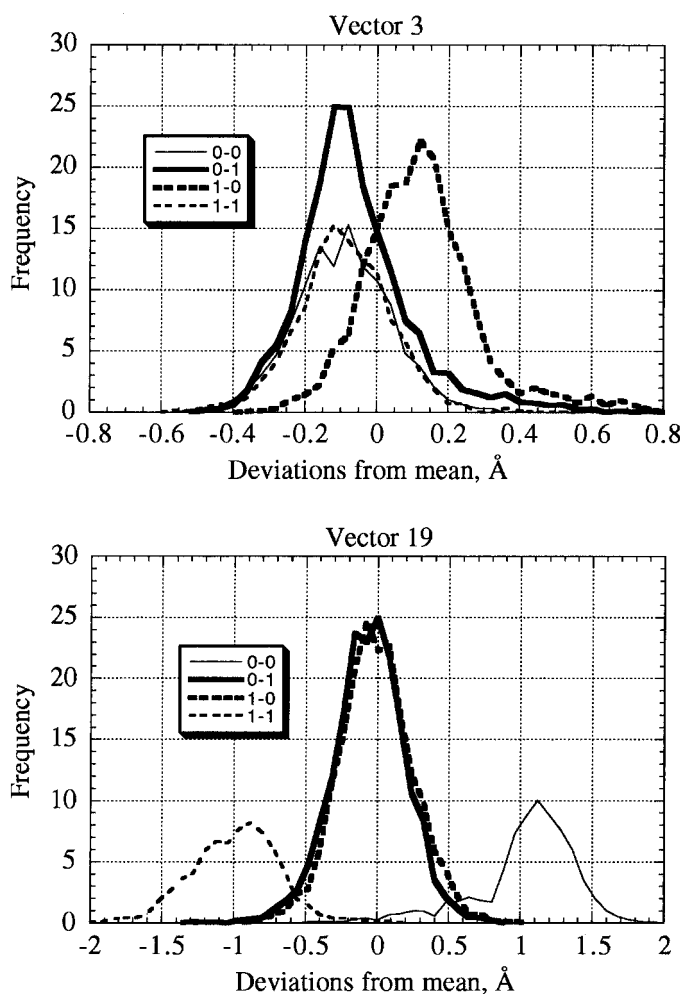 Vector 3
30
25
20
15
10
5
0
Frequency
0-0
0-1
1-0
1-1
-0.8 -0.6 -0.4 -0.2 0 0.2 0.4 0.6 0.8
Deviations from mean, Å
Vector 19
30
25
20
15
10
5
0
Frequency
0-0
0-1
1-0
1-1
-2 -1.5 -1 -0.5 0 0.5 1 1.5 2
Deviations from mean, Å